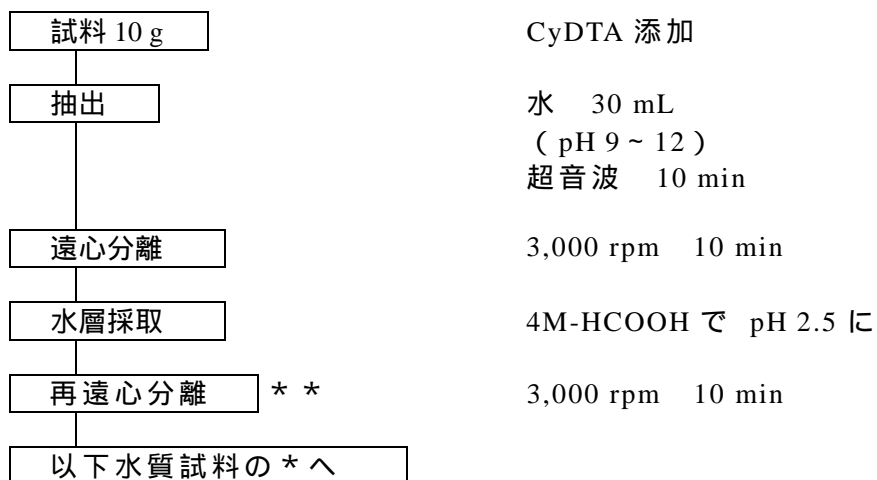 試料 10 g CyDTA 添加
抽出 水 30 mL
( pH 9 ~ 12 )
超音波 10 min
遠心分離 3,000 rpm 10 min
水層採取 4M-HCOOH で pH 2.5 に
再遠心分離 ** 3,000 rpm 10 min
以下水質試料の * へ